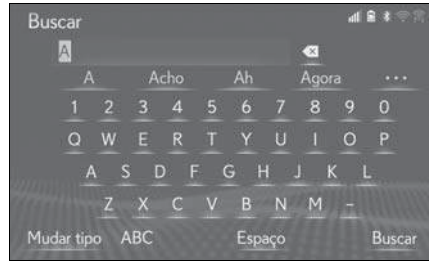 Buscar
A
A Acho Ah Agora ...
1 2 3 4 5 6 7 8 9 0
Q W E R T Y U I O P
A S D F G H J K L
Z X C V B N M -
Mudar tipo ABC Espaço Buscar